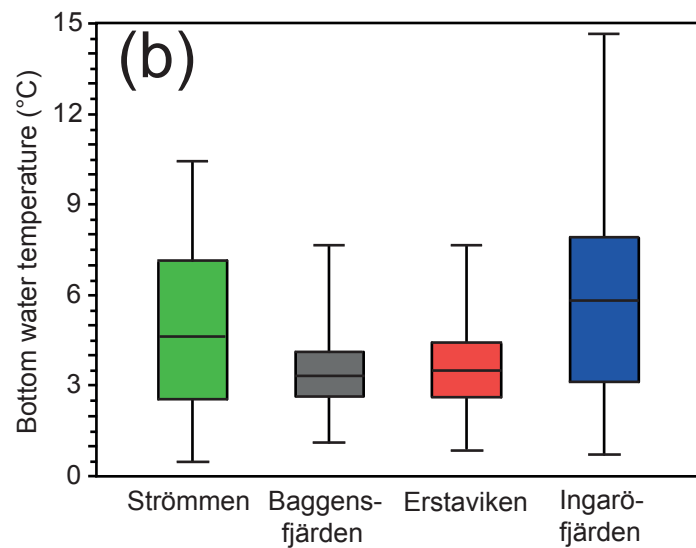 (b)
Bottom water temperature (°C)
15
12
9
6
3
0
Strömmen
Baggens-
fjärden
Erstaviken
Ingarö-
fjärden